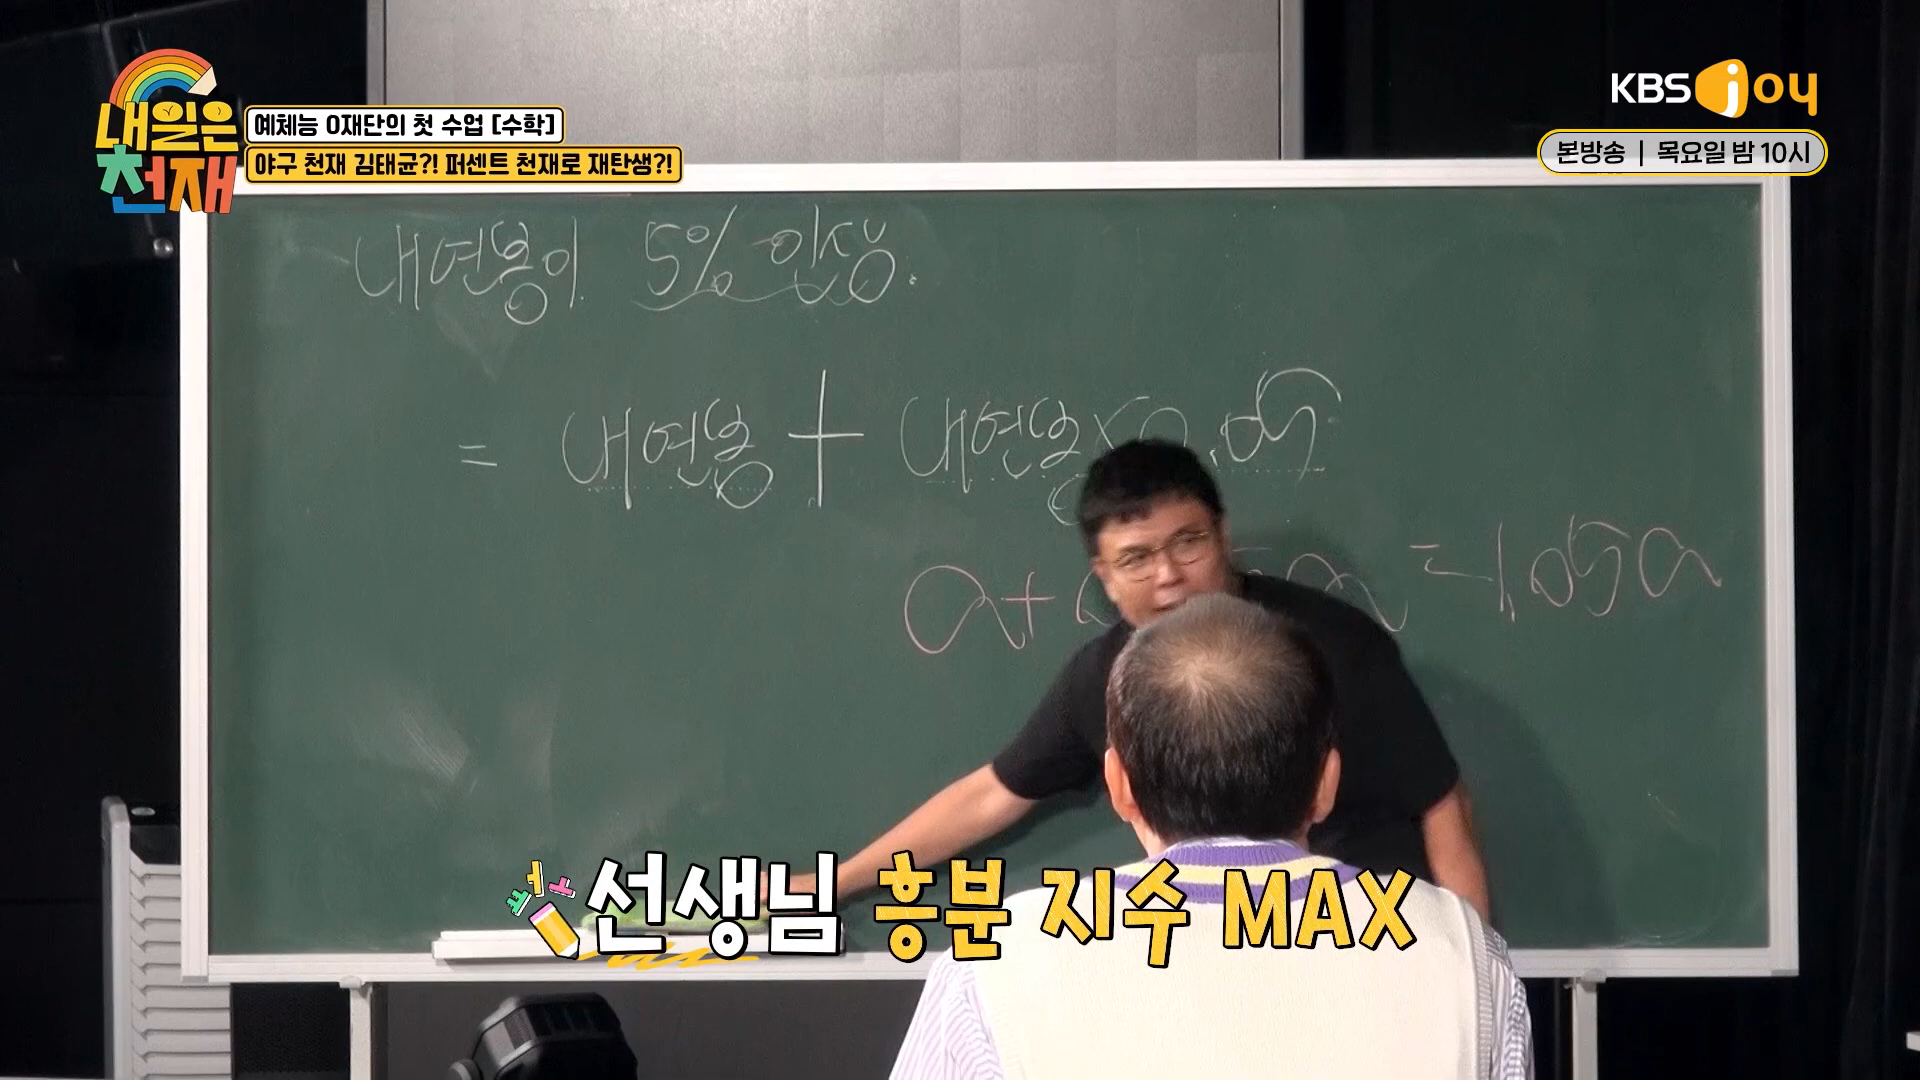 KBS joy
내일은
천재
예체능 0재단의 첫 수업 [수학]
야구 천재 김태균?! 퍼센트 천재로 재탄생?!
본방송 | 목요일 밤 10시
내연봉이 5% 인상.
= 내연봉 + 내연봉×0.05
a+ a =1.05a
선생님 흥분 지수 MAX